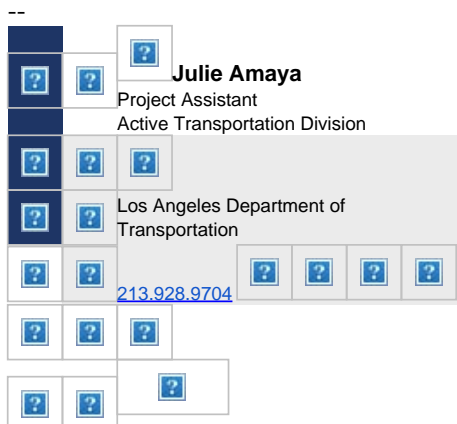 --
Julie Amaya
Project Assistant
Active Transportation Division
Los Angeles Department of
Transportation
213.928.9704